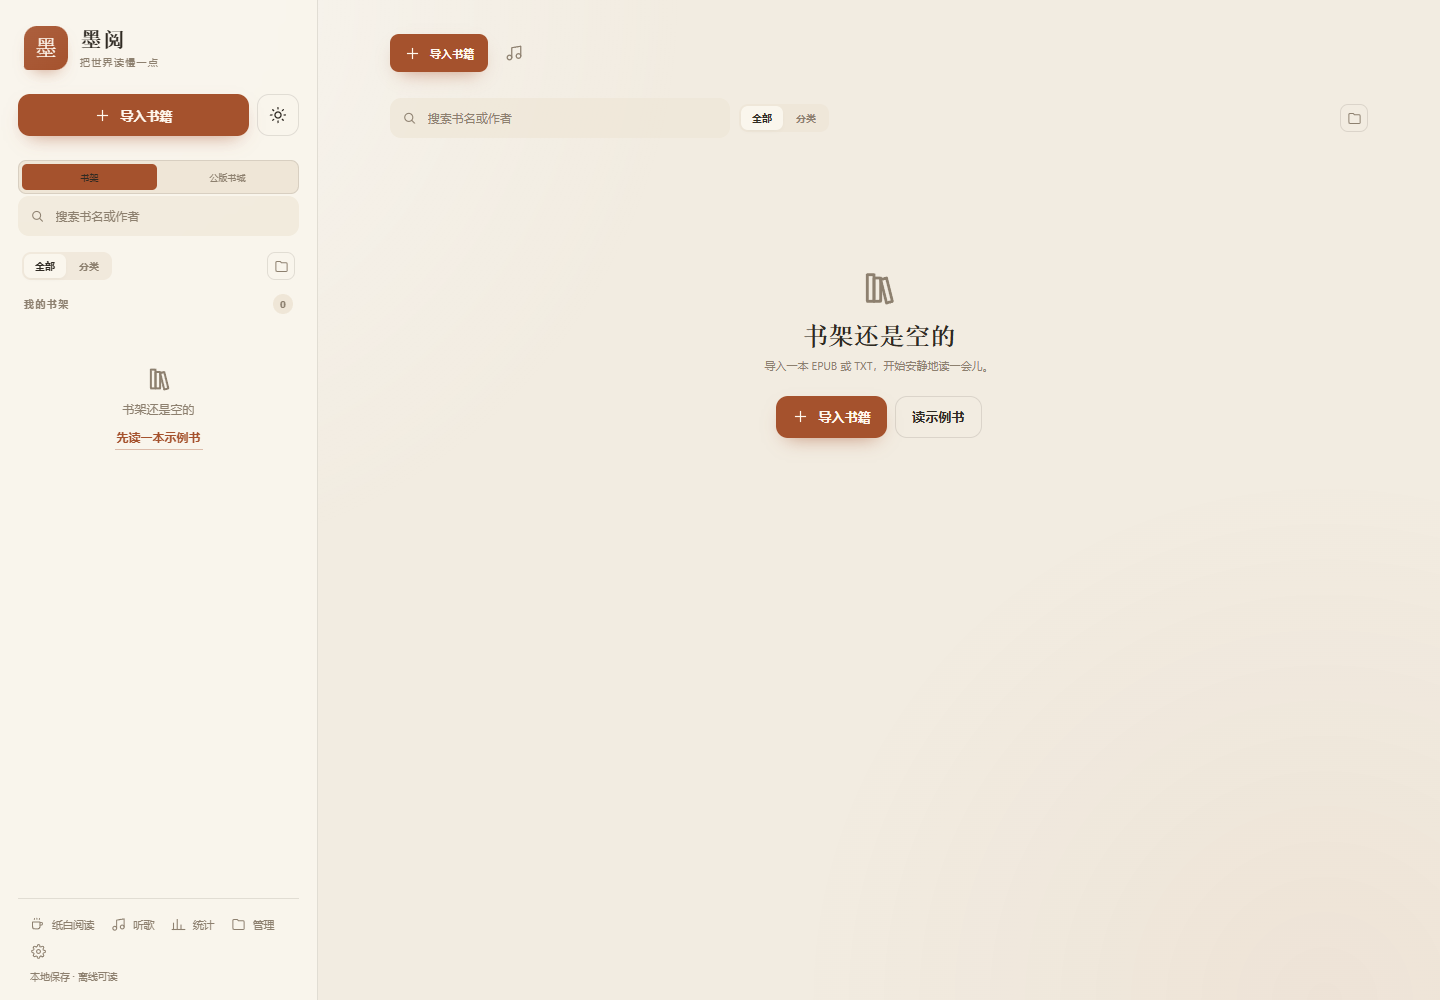 墨
墨阅
把世界读慢一点
导入书籍
书架
公版书城
搜索书名或作者
全部
分类
我的书架
0
书架还是空的
先读一本示例书
纸白阅读
听歌
统计
管理
本地保存 · 离线可读
导入书籍
搜索书名或作者
全部
分类
书架还是空的
导入一本 EPUB 或 TXT，开始安静地读一会儿。
导入书籍
读示例书